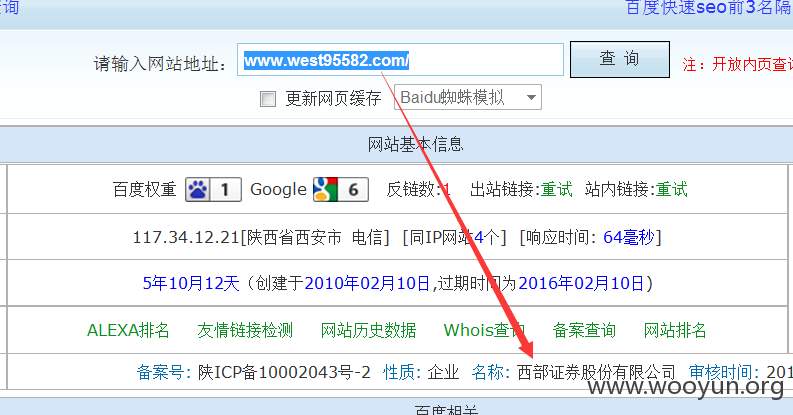 查询
百度快速seo前3名隔
请输入网站地址： www.west95582.com/ 查 询 注：开放内页查询
更新网页缓存 Baidu蜘蛛模拟
网站基本信息
百度权重 1 Google 6 反链数:1 出站链接:重试 站内链接:重试
117.34.12.21[陕西省西安市 电信] [同IP网站4个] [响应时间: 64毫秒]
5年10月12天 (创建于2010年02月10日,过期时间为2016年02月10日)
ALEXA排名 友情链接检测 网站历史数据 Whois查询 备案查询 网站排名
备案号: 陕ICP备10002043号-2 性质: 企业 名称: 西部证券股份有限公司 审核时间: 201
www.wooyun.org
百度相关